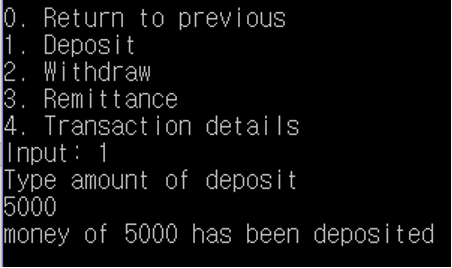 0. Return to previous
1. Deposit
2. Withdraw
3. Remittance
4. Transaction details
Input: 1
Type amount of deposit
5000
money of 5000 has been deposited